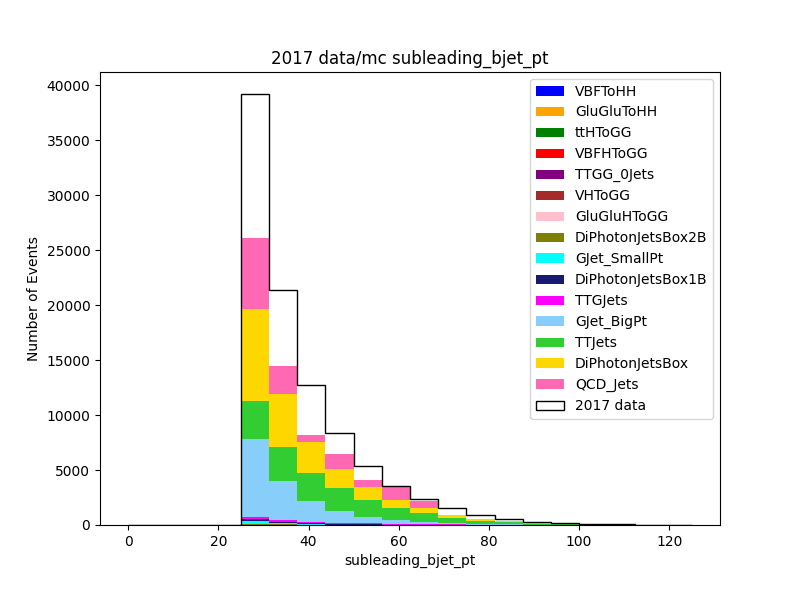 2017 data/mc subleading_bjet_pt
Number of Events
40000
35000
30000
25000
20000
15000
10000
5000
0
0
20
40
60
80
100
120
subleading_bjet_pt
VBFToHH
GluGluToHH
ttHToGG
VBFHToGG
TTGG_0Jets
VHToGG
GluGluHToGG
DiPhotonJetsBox2B
GJet_SmallPt
DiPhotonJetsBox1B
TTGJets
GJet_BigPt
TTJets
DiPhotonJetsBox
QCD_Jets
2017 data